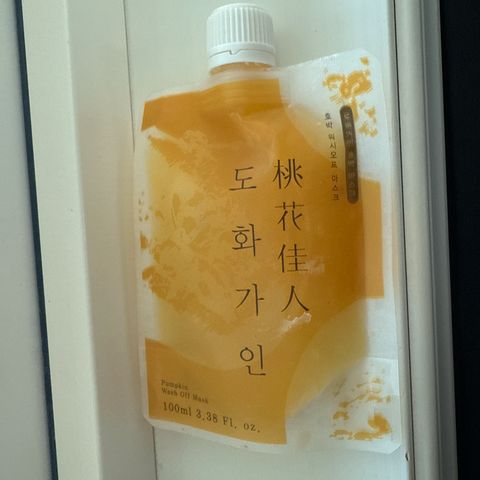 桃花佳人
도화가인
호박 워시오프 마스크
Pumpkin
Wash Off Mask
100ml 3.38 Fl. oz.